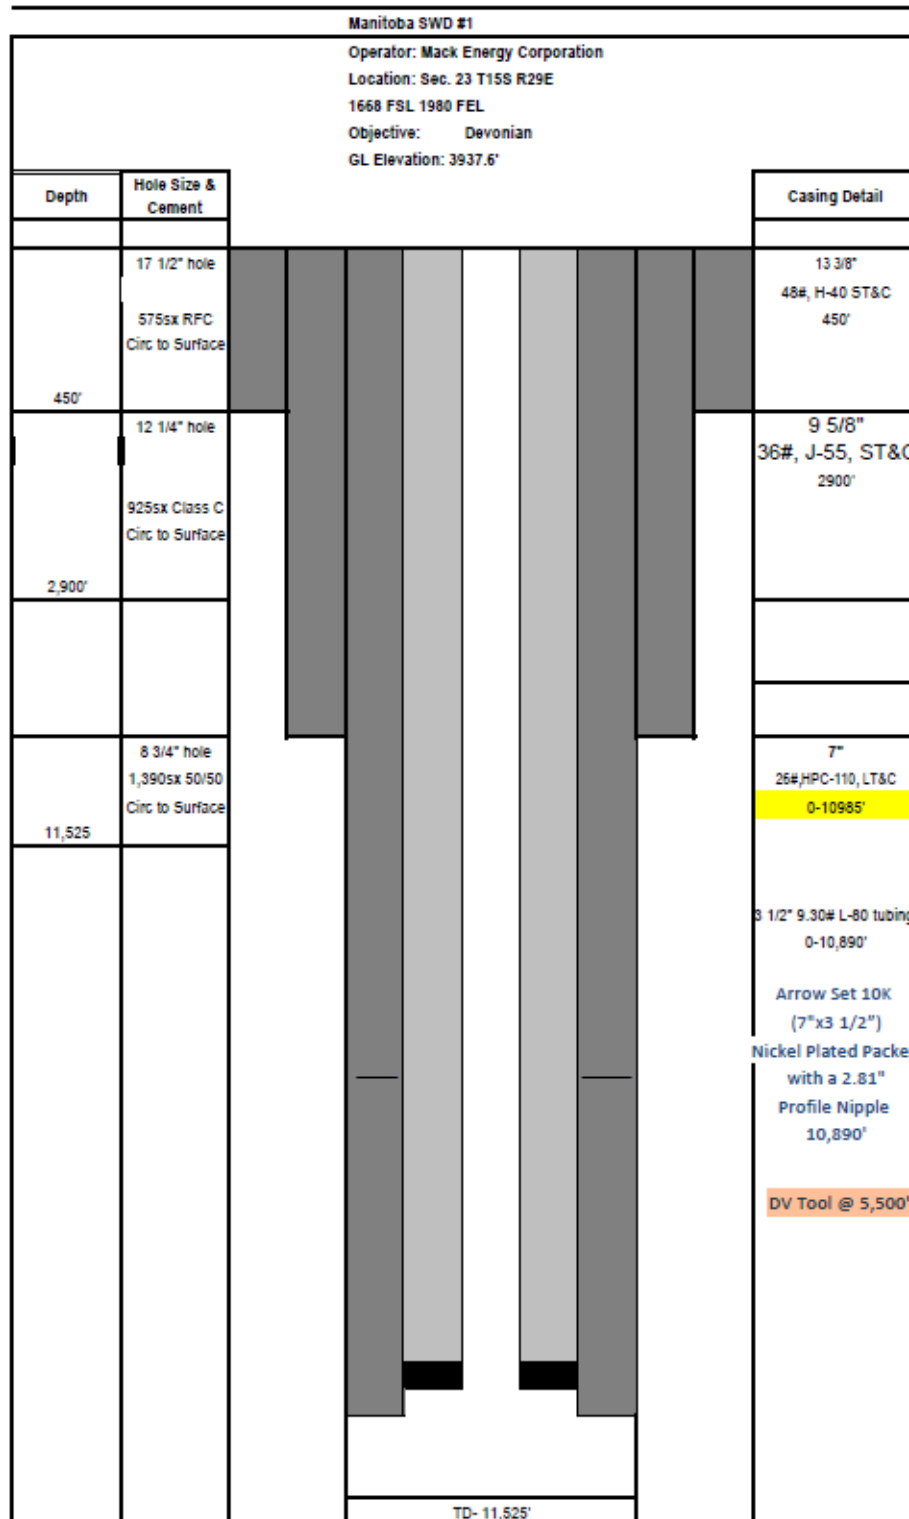 Manitoba SWD #1
Operator: Mack Energy Corporation
Location: Sec. 23 T15S R29E
1668 FSL 1980 FEL
Objective: Devonian
GL Elevation: 3937.6'
Depth
Hole Size &
Cement
Casing Detail
17 1/2" hole
575sx RFC
Circ to Surface
450'
13 3/8"
48#, H-40 ST&C
450'
12 1/4" hole
925sx Class C
Circ to Surface
2,900'
9 5/8"
36#, J-55, ST&C
2900'
8 3/4" hole
1,390sx 50/50
Circ to Surface
11,525
7"
26#,HPC-110, LT&C
0-10985'
3 1/2" 9.30# L-80 tubing
0-10,890'
Arrow Set 10K
(7"x3 1/2")
Nickel Plated Packe
with a 2.81"
Profile Nipple
10,890'
DV Tool @ 5,500'
TD- 11.525'